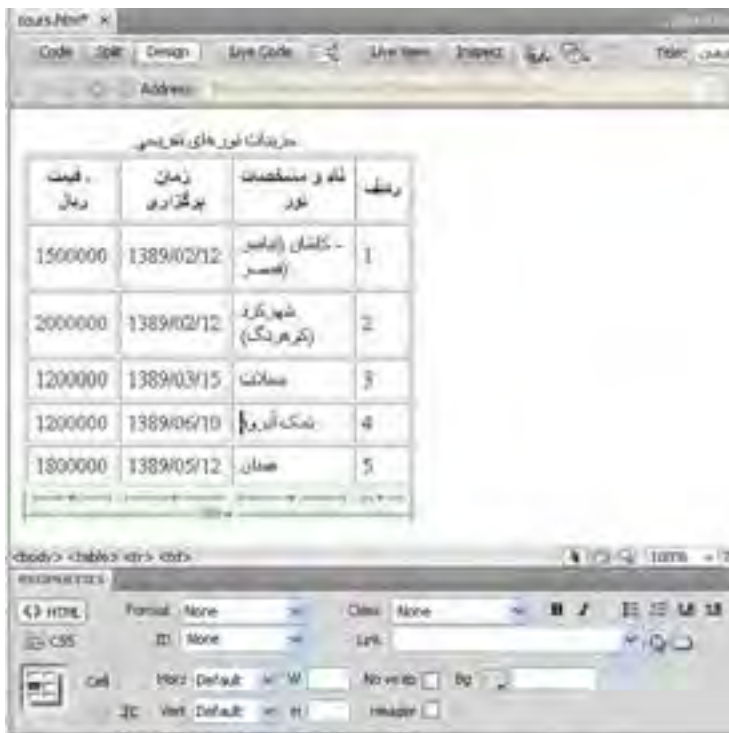 tours.html* ×
Code Split Design Live Code Live View Inspect Title:
Address:
تورهای تفریحی
ردیف نام و مشخصات تور زمان برگزاری قیمت ریال
1 - کاشان (نیاسر قمصر) 1389/02/12 1500000
2 شهرکرد (کوهرنگ) 1389/02/12 2000000
3 محلات 1389/03/15 1200000
4 نمک آبرود 1389/06/10 1200000
5 همدان 1389/05/12 1800000
<body> <table> <tr> <td> 100%
PROPERTIES
<> HTML Format None Class None B I
CSS ID None Link
Cell Horz Default W No wrap Bg
Vert Default H Header